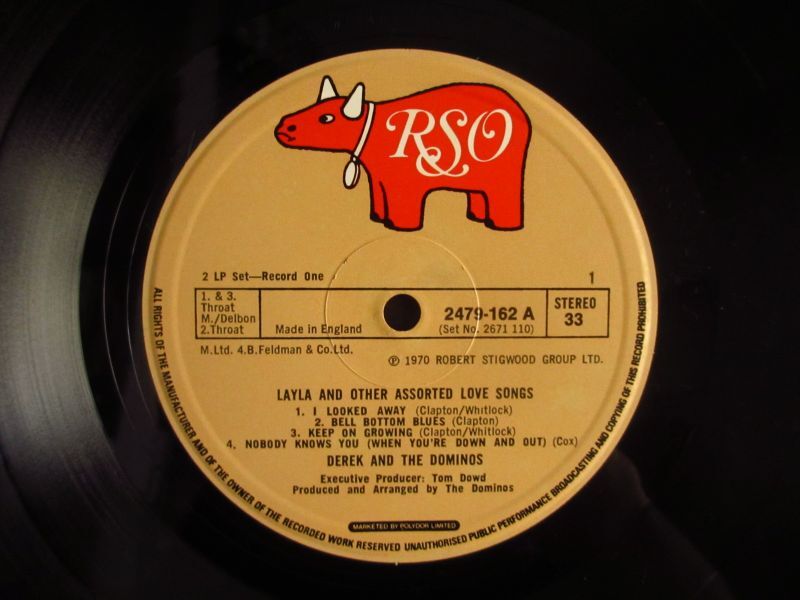 RSO
2 LP Set—Record One
1
1. & 3.
Throat
M./Delbon
2.Throat
Made in England
2479-162 A
(Set No. 2671 110)
STEREO
33
M.Ltd. 4.B.Feldman & Co.Ltd.
℗ 1970 ROBERT STIGWOOD GROUP LTD.
LAYLA AND OTHER ASSORTED LOVE SONGS
1. I LOOKED AWAY (Clapton/Whitlock)
2. BELL BOTTOM BLUES (Clapton)
3. KEEP ON GROWING (Clapton/Whitlock)
4. NOBODY KNOWS YOU (WHEN YOU'RE DOWN AND OUT) (Cox)
DEREK AND THE DOMINOS
Executive Producer: Tom Dowd
Produced and Arranged by The Dominos
MARKETED BY POLYDOR LIMITED
ALL RIGHTS OF THE MANUFACTURER AND OF THE OWNER OF THE RECORDED WORK RESERVED UNAUTHORISED PUBLIC PERFORMANCE BROADCASTING AND COPYING OF THIS RECORD PROHIBITED